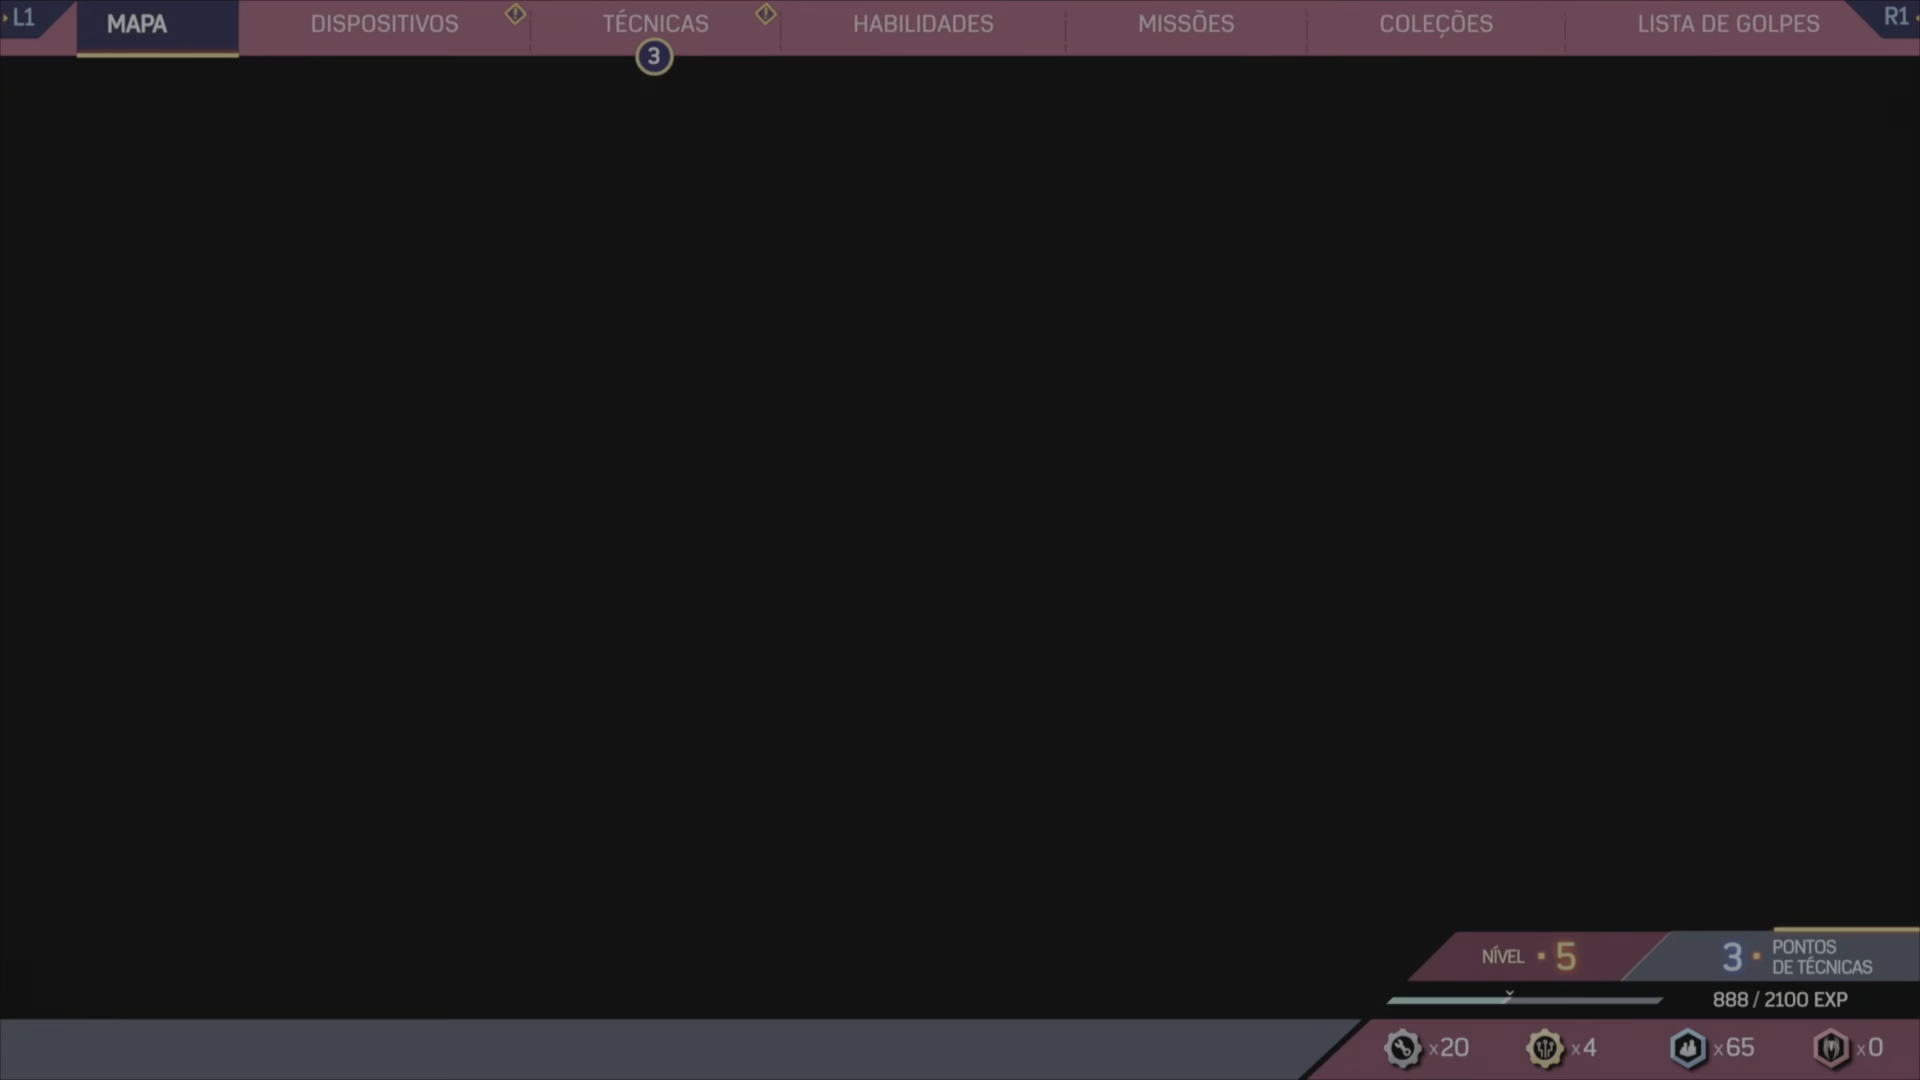 L1
MAPA
DISPOSITIVOS
TÉCNICAS
3
HABILIDADES
MISSÕES
COLEÇÕES
LISTA DE GOLPES
R1
NÍVEL • 5
3 • PONTOS
DE TÉCNICAS
888 / 2100 EXP
x20
x4
x65
x0